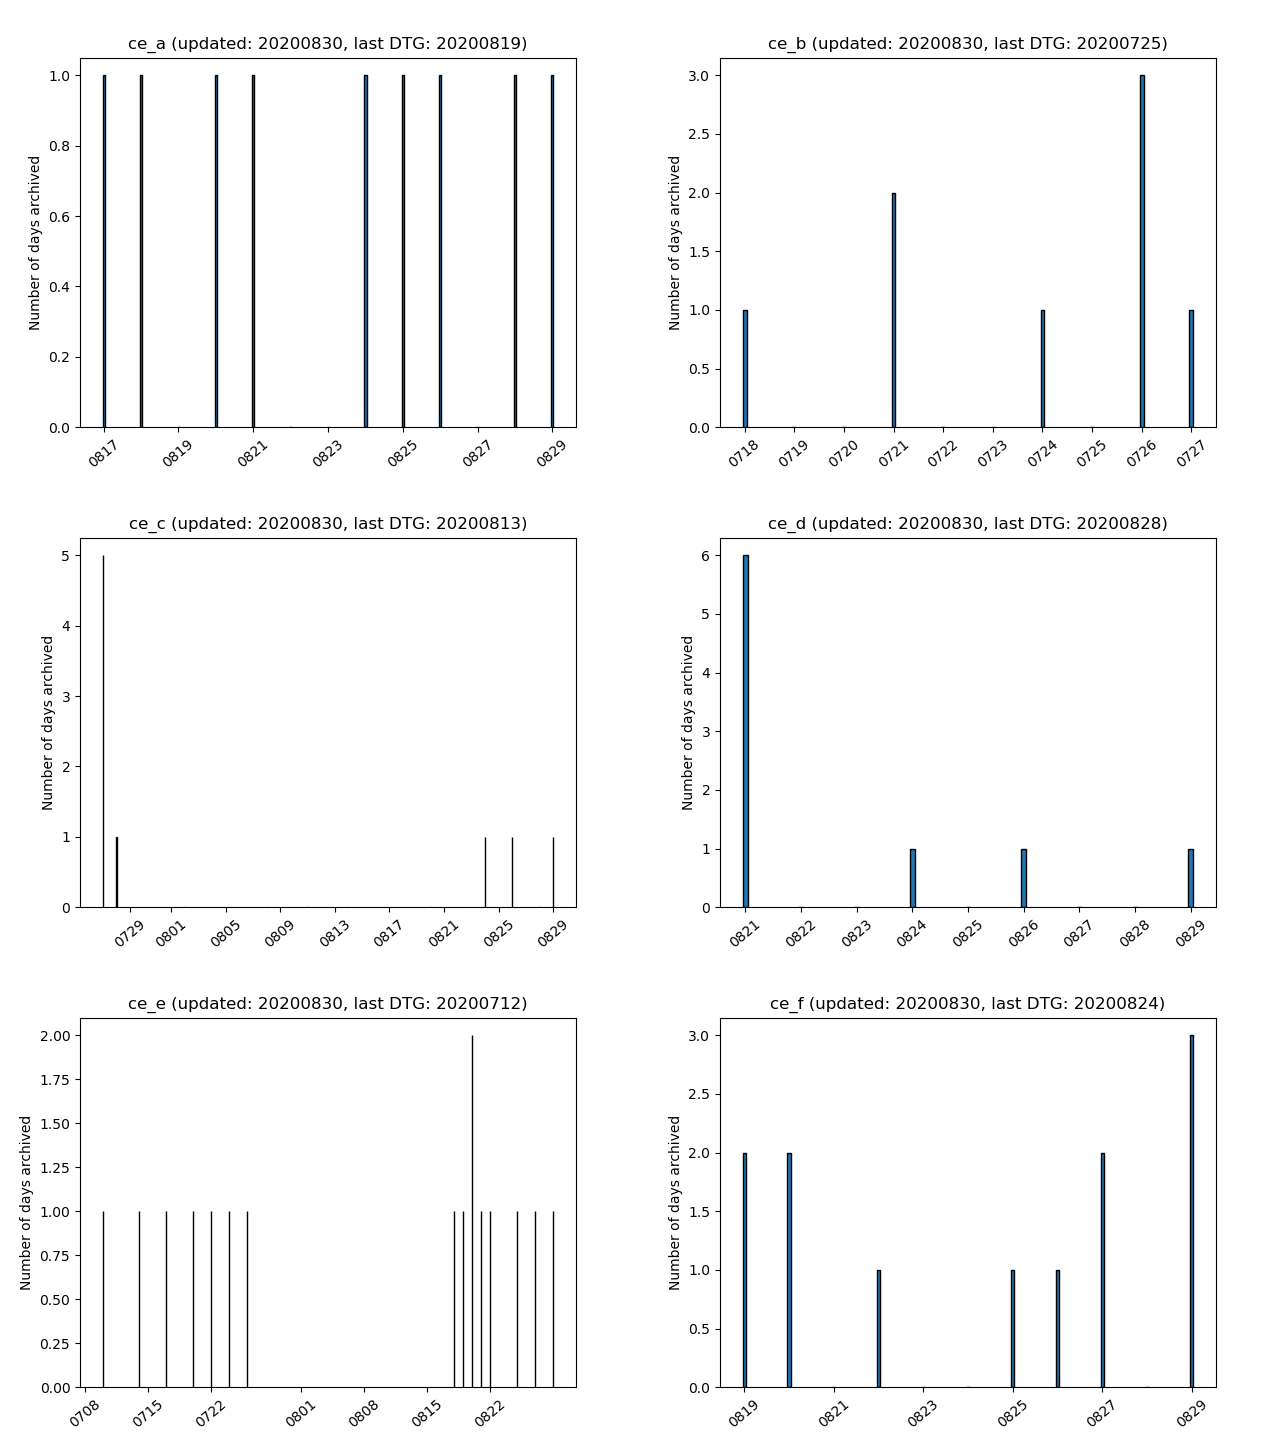 ce_a (updated: 20200830, last DTG: 20200819)
Number of days archived
1.0
0.8
0.6
0.4
0.2
0.0
0817 0819 0821 0823 0825 0827 0829
ce_b (updated: 20200830, last DTG: 20200725)
Number of days archived
3.0
2.5
2.0
1.5
1.0
0.5
0.0
0718 0719 0720 0721 0722 0723 0724 0725 0726 0727
ce_c (updated: 20200830, last DTG: 20200813)
Number of days archived
5
4
3
2
1
0
0729 0801 0805 0809 0813 0817 0821 0825 0829
ce_d (updated: 20200830, last DTG: 20200828)
Number of days archived
6
5
4
3
2
1
0
0821 0822 0823 0824 0825 0826 0827 0828 0829
ce_e (updated: 20200830, last DTG: 20200712)
Number of days archived
2.00
1.75
1.50
1.25
1.00
0.75
0.50
0.25
0.00
0708 0715 0722 0801 0808 0815 0822
ce_f (updated: 20200830, last DTG: 20200824)
Number of days archived
3.0
2.5
2.0
1.5
1.0
0.5
0.0
0819 0821 0823 0825 0827 0829